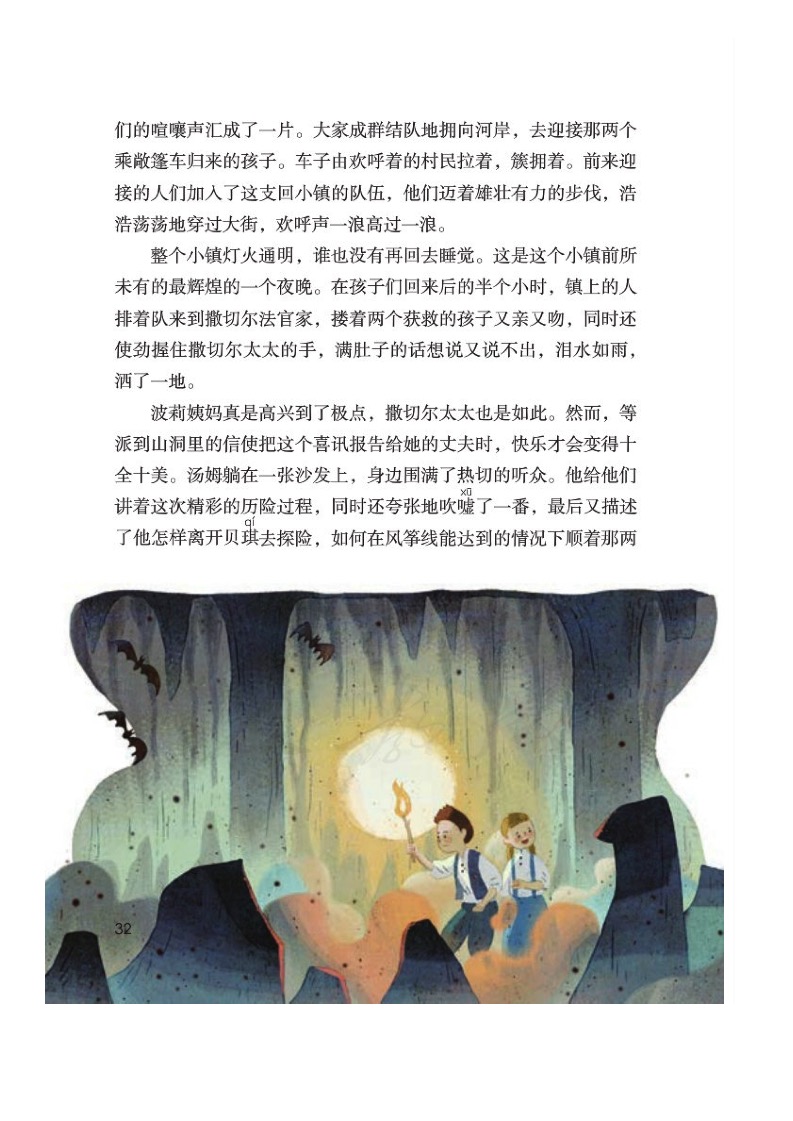 们的喧嚷声汇成了一片。大家成群结队地拥向河岸，去迎接那两个
乘敞篷车归来的孩子。车子由欢呼着的村民拉着，簇拥着。前来迎
接的人们加入了这支回小镇的队伍，他们迈着雄壮有力的步伐，浩
浩荡荡地穿过大街，欢呼声一浪高过一浪。
整个小镇灯火通明，谁也没有再回去睡觉。这是这个小镇前所
未有的最辉煌的一个夜晚。在孩子们回来后的半个小时，镇上的人
排着队来到撒切尔法官家，搂着两个获救的孩子又亲又吻，同时还
使劲握住撒切尔太太的手，满肚子的话想说又说不出，泪水如雨，
洒了一地。
波莉姨妈真是高兴到了极点，撒切尔太太也是如此。然而，等
派到山洞里的信使把这个喜讯报告给她的丈夫时，快乐才会变得十
全十美。汤姆躺在一张沙发上，身边围满了热切的听众。他给他们
xū
讲着这次精彩的历险过程，同时还夸张地吹嘘了一番，最后又描述
qí
了他怎样离开贝琪去探险，如何在风筝线能达到的情况下顺着那两
32